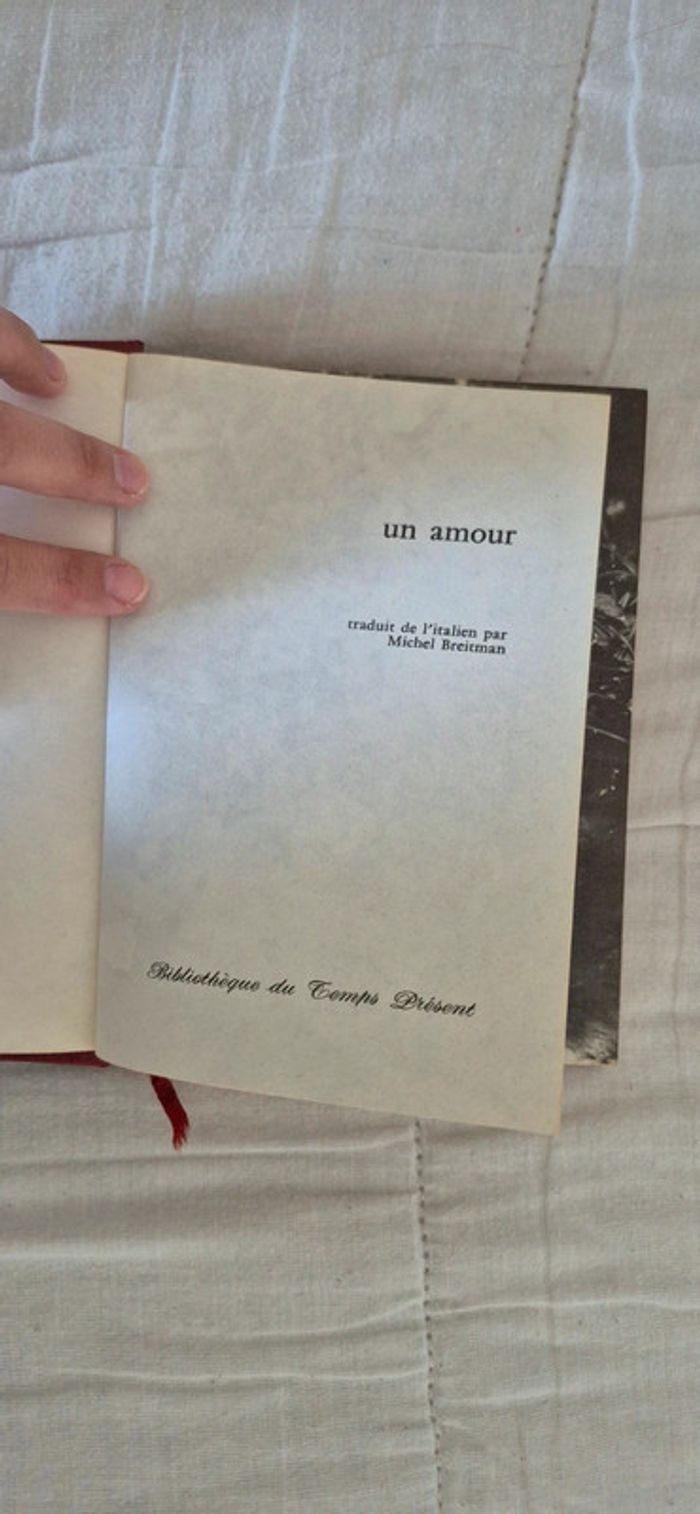 un amour
traduit de l'italien par
Michel Breitman
Bibliothèque du Temps Présent